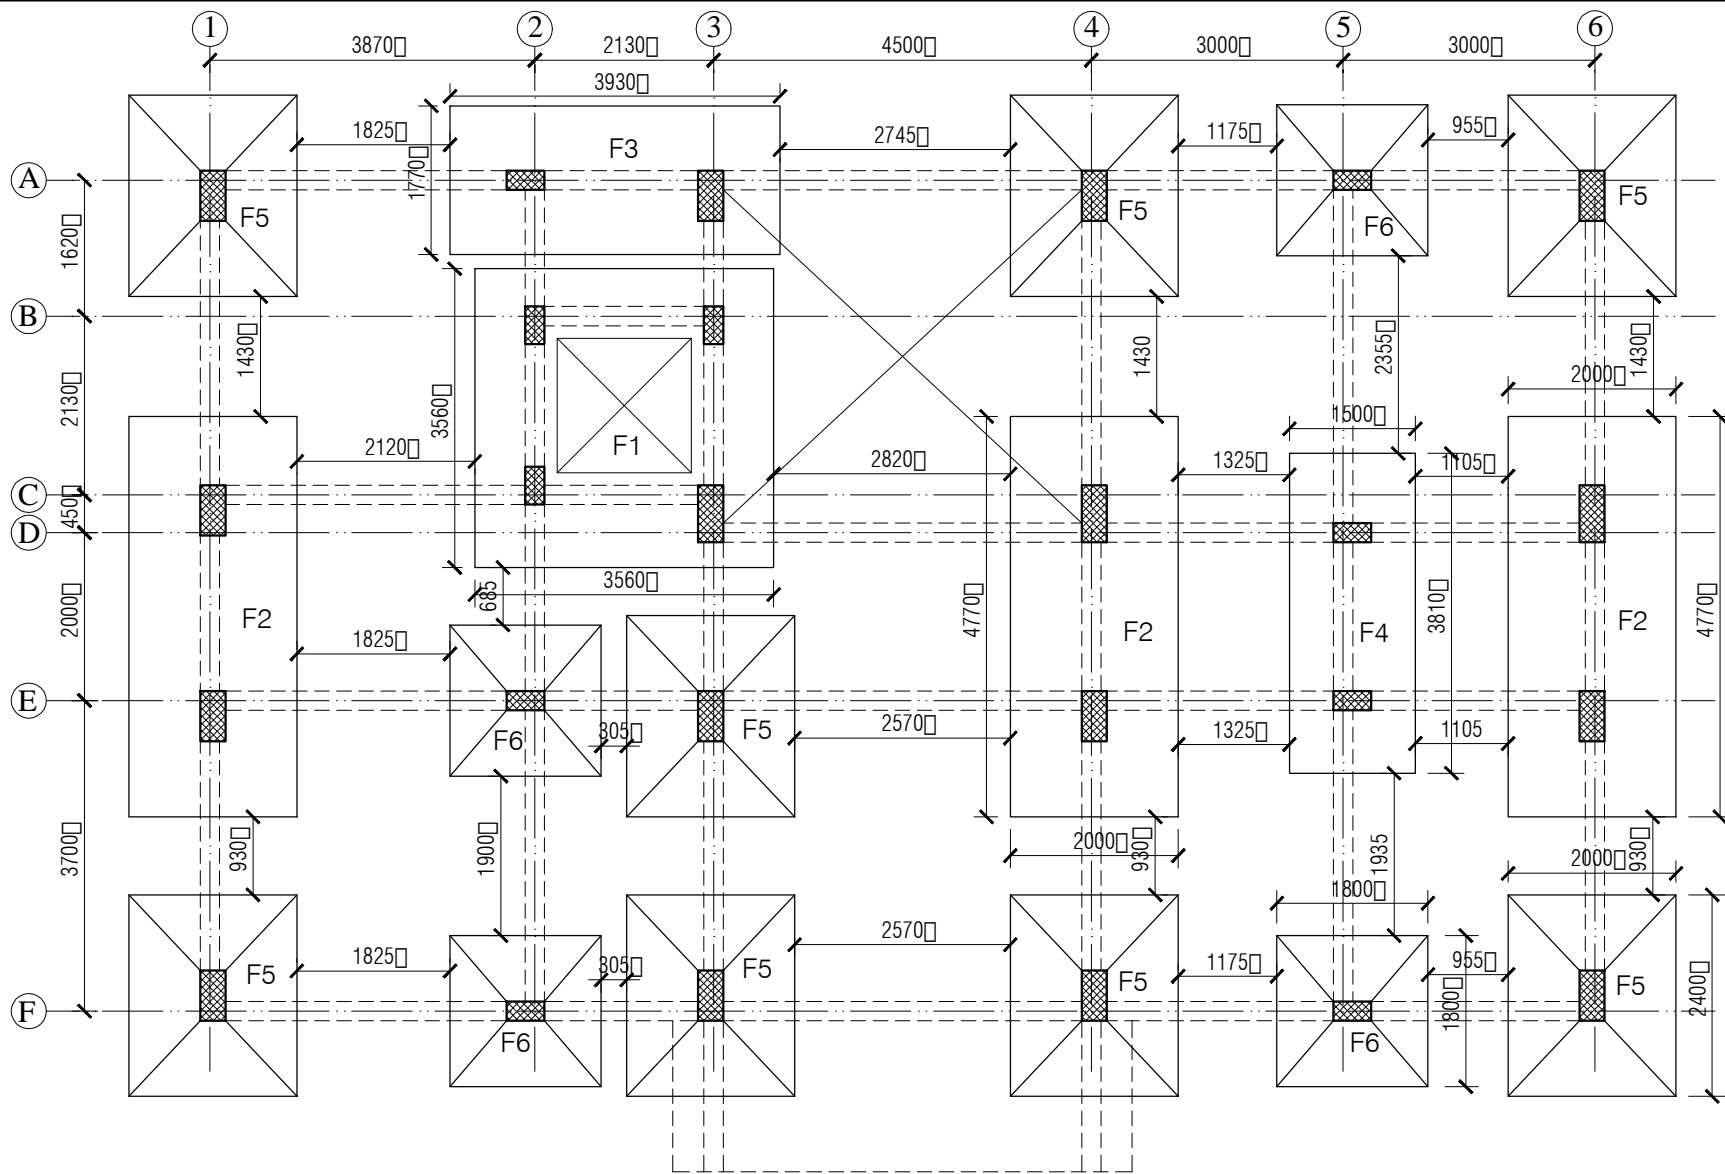 1 2 3 4 5 6
3870▯ 2130▯ 4500▯ 3000▯ 3000▯
3930▯
1825▯ 2745▯ 1175▯ 955▯
F3
1770▯
A
F5 F5 F6 F5
1620▯
B
1430▯ 1430 2355▯ 1430▯
2000▯
2130▯ 3560▯ 1500▯
F1
2120▯ 2820▯ 1325▯ 1105▯
C
450▯
D
3560▯
685
2000▯ 4770▯ 3810▯ 4770▯
F2 F2 F4 F2
1825▯
E
F6 305▯ F5 2570▯ 1325▯ 1105
3700▯ 930▯ 1900▯ 2000▯ 930▯ 1935 2000▯ 930▯
1800▯
2570▯
1825▯ 305▯ 1175▯ 955▯
F5 F5 F5 F5
1800▯ 2400▯
F
F6 F6